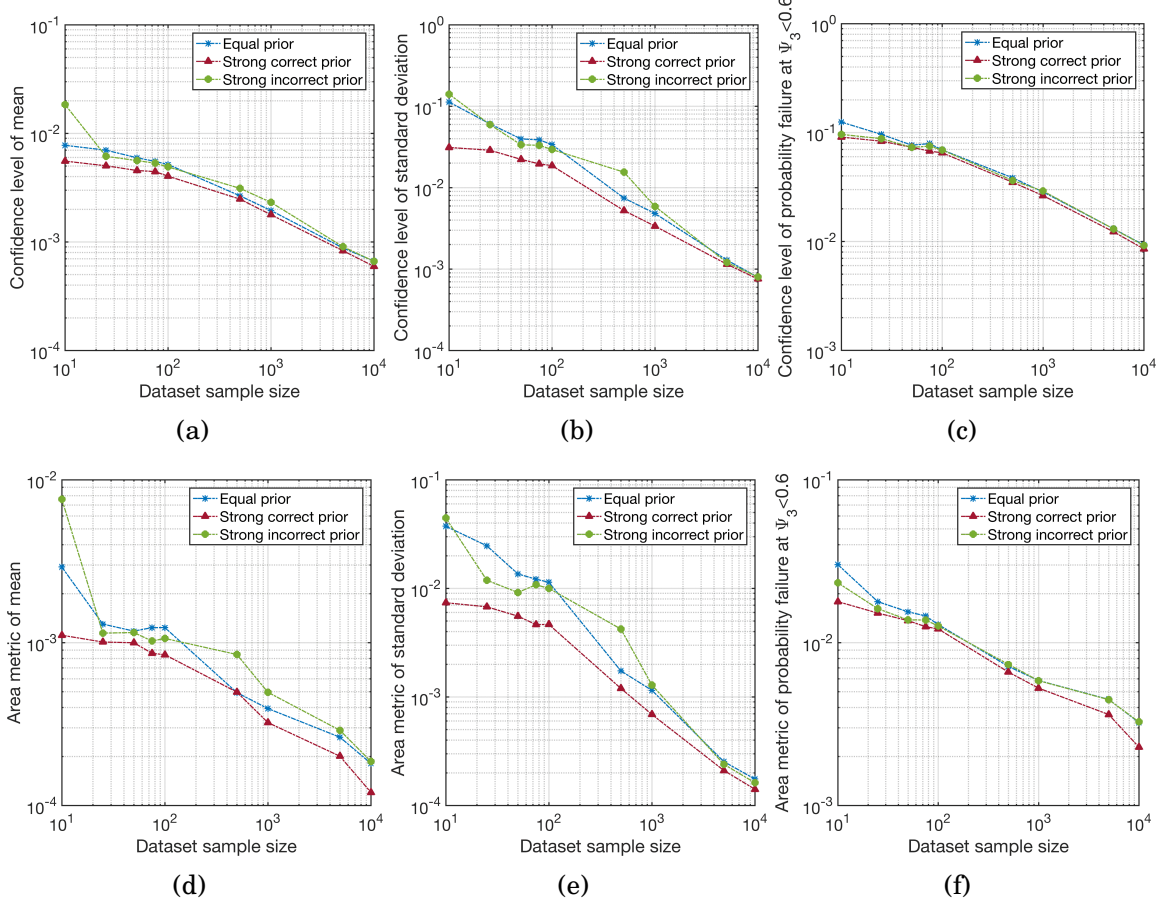 Confidence level of mean
10^-1
10^-2
10^-3
10^-4
10^1
10^2
10^3
10^4
Dataset sample size
Equal prior
Strong correct prior
Strong incorrect prior
(a)
Confidence level of standard deviation
10^0
10^-1
10^-2
10^-3
10^-4
10^1
10^2
10^3
10^4
Dataset sample size
Equal prior
Strong correct prior
Strong incorrect prior
(b)
Confidence level of probability failure at Ψ_3<0.6
10^0
10^-1
10^-2
10^-3
10^1
10^2
10^3
10^4
Dataset sample size
Equal prior
Strong correct prior
Strong incorrect prior
(c)
Area metric of mean
10^-2
10^-3
10^-4
10^1
10^2
10^3
10^4
Dataset sample size
Equal prior
Strong correct prior
Strong incorrect prior
(d)
Area metric of standard deviation
10^-1
10^-2
10^-3
10^-4
10^1
10^2
10^3
10^4
Dataset sample size
Equal prior
Strong correct prior
Strong incorrect prior
(e)
Area metric of probability failure at Ψ_3<0.6
10^-1
10^-2
10^-3
10^1
10^2
10^3
10^4
Dataset sample size
Equal prior
Strong correct prior
Strong incorrect prior
(f)